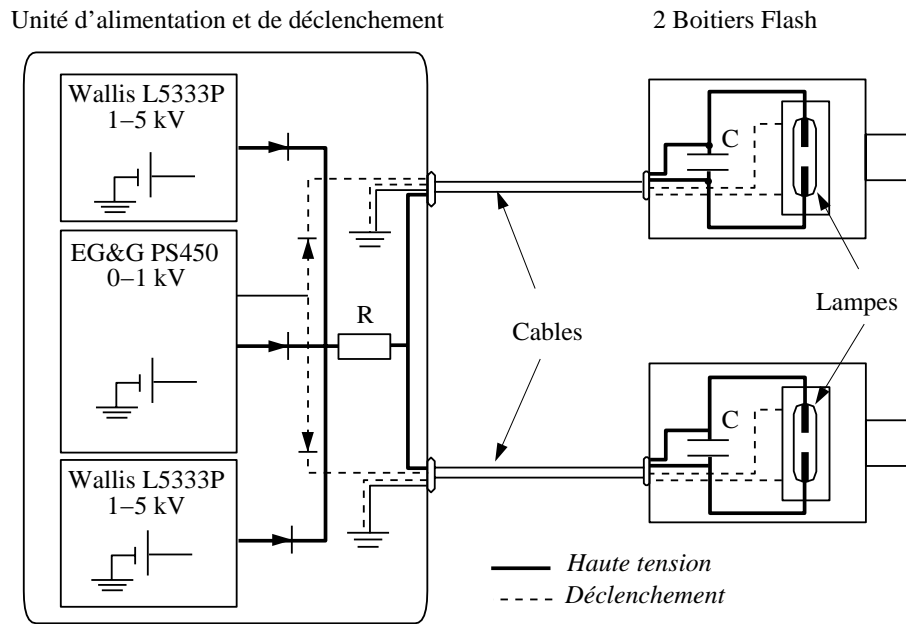 Unité d’alimentation et de déclenchement
2 Boitiers Flash
Wallis L5333P
1–5 kV
EG&G PS450
0–1 kV
Wallis L5333P
1–5 kV
R
C
Cables
Lampes
C
Haute tension
Déclenchement